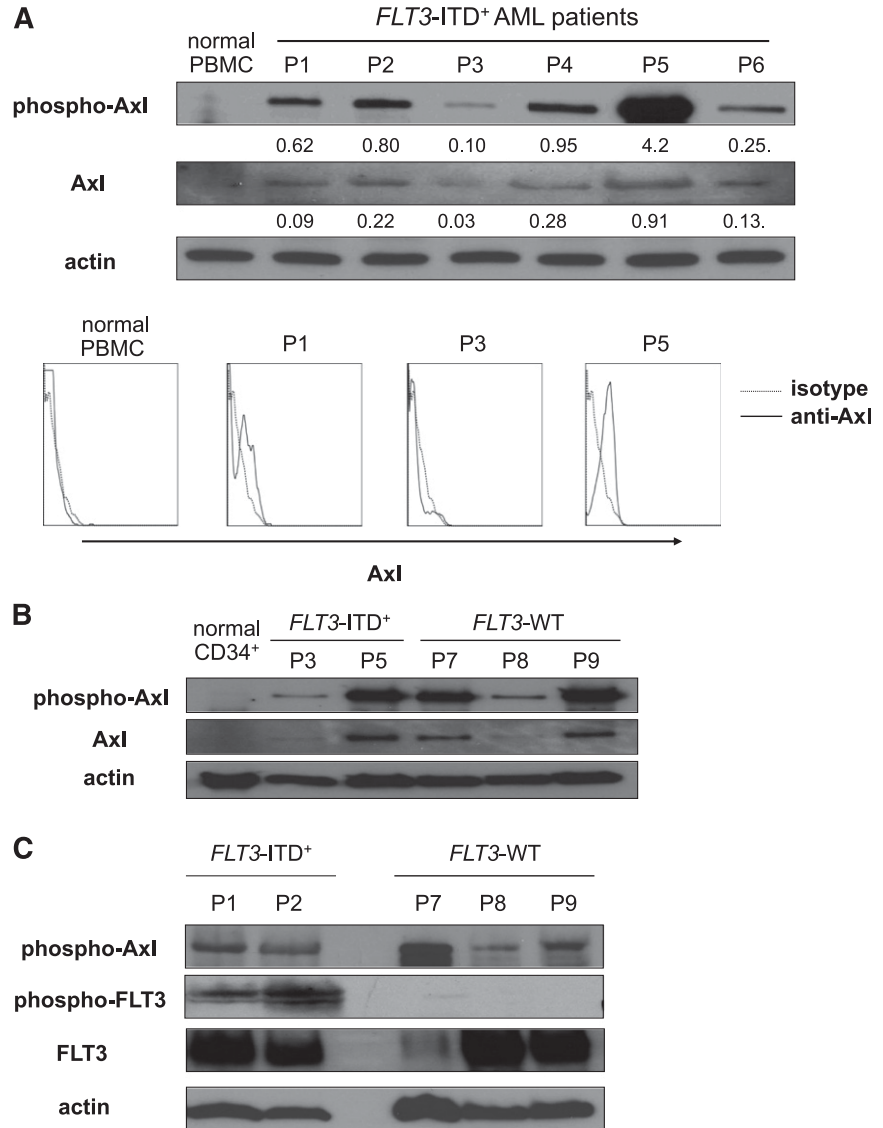 A
FLT3-ITD+ AML patients
normal
PBMC
P1 P2 P3 P4 P5 P6
phospho-Axl
0.62 0.80 0.10 0.95 4.2 0.25.
Axl
0.09 0.22 0.03 0.28 0.91 0.13.
actin
normal
PBMC
P1 P3 P5
isotype
anti-Axl
Axl
B
normal
CD34+
FLT3-ITD+ FLT3-WT
P3 P5 P7 P8 P9
phospho-Axl
Axl
actin
C
FLT3-ITD+ FLT3-WT
P1 P2 P7 P8 P9
phospho-Axl
phospho-FLT3
FLT3
actin